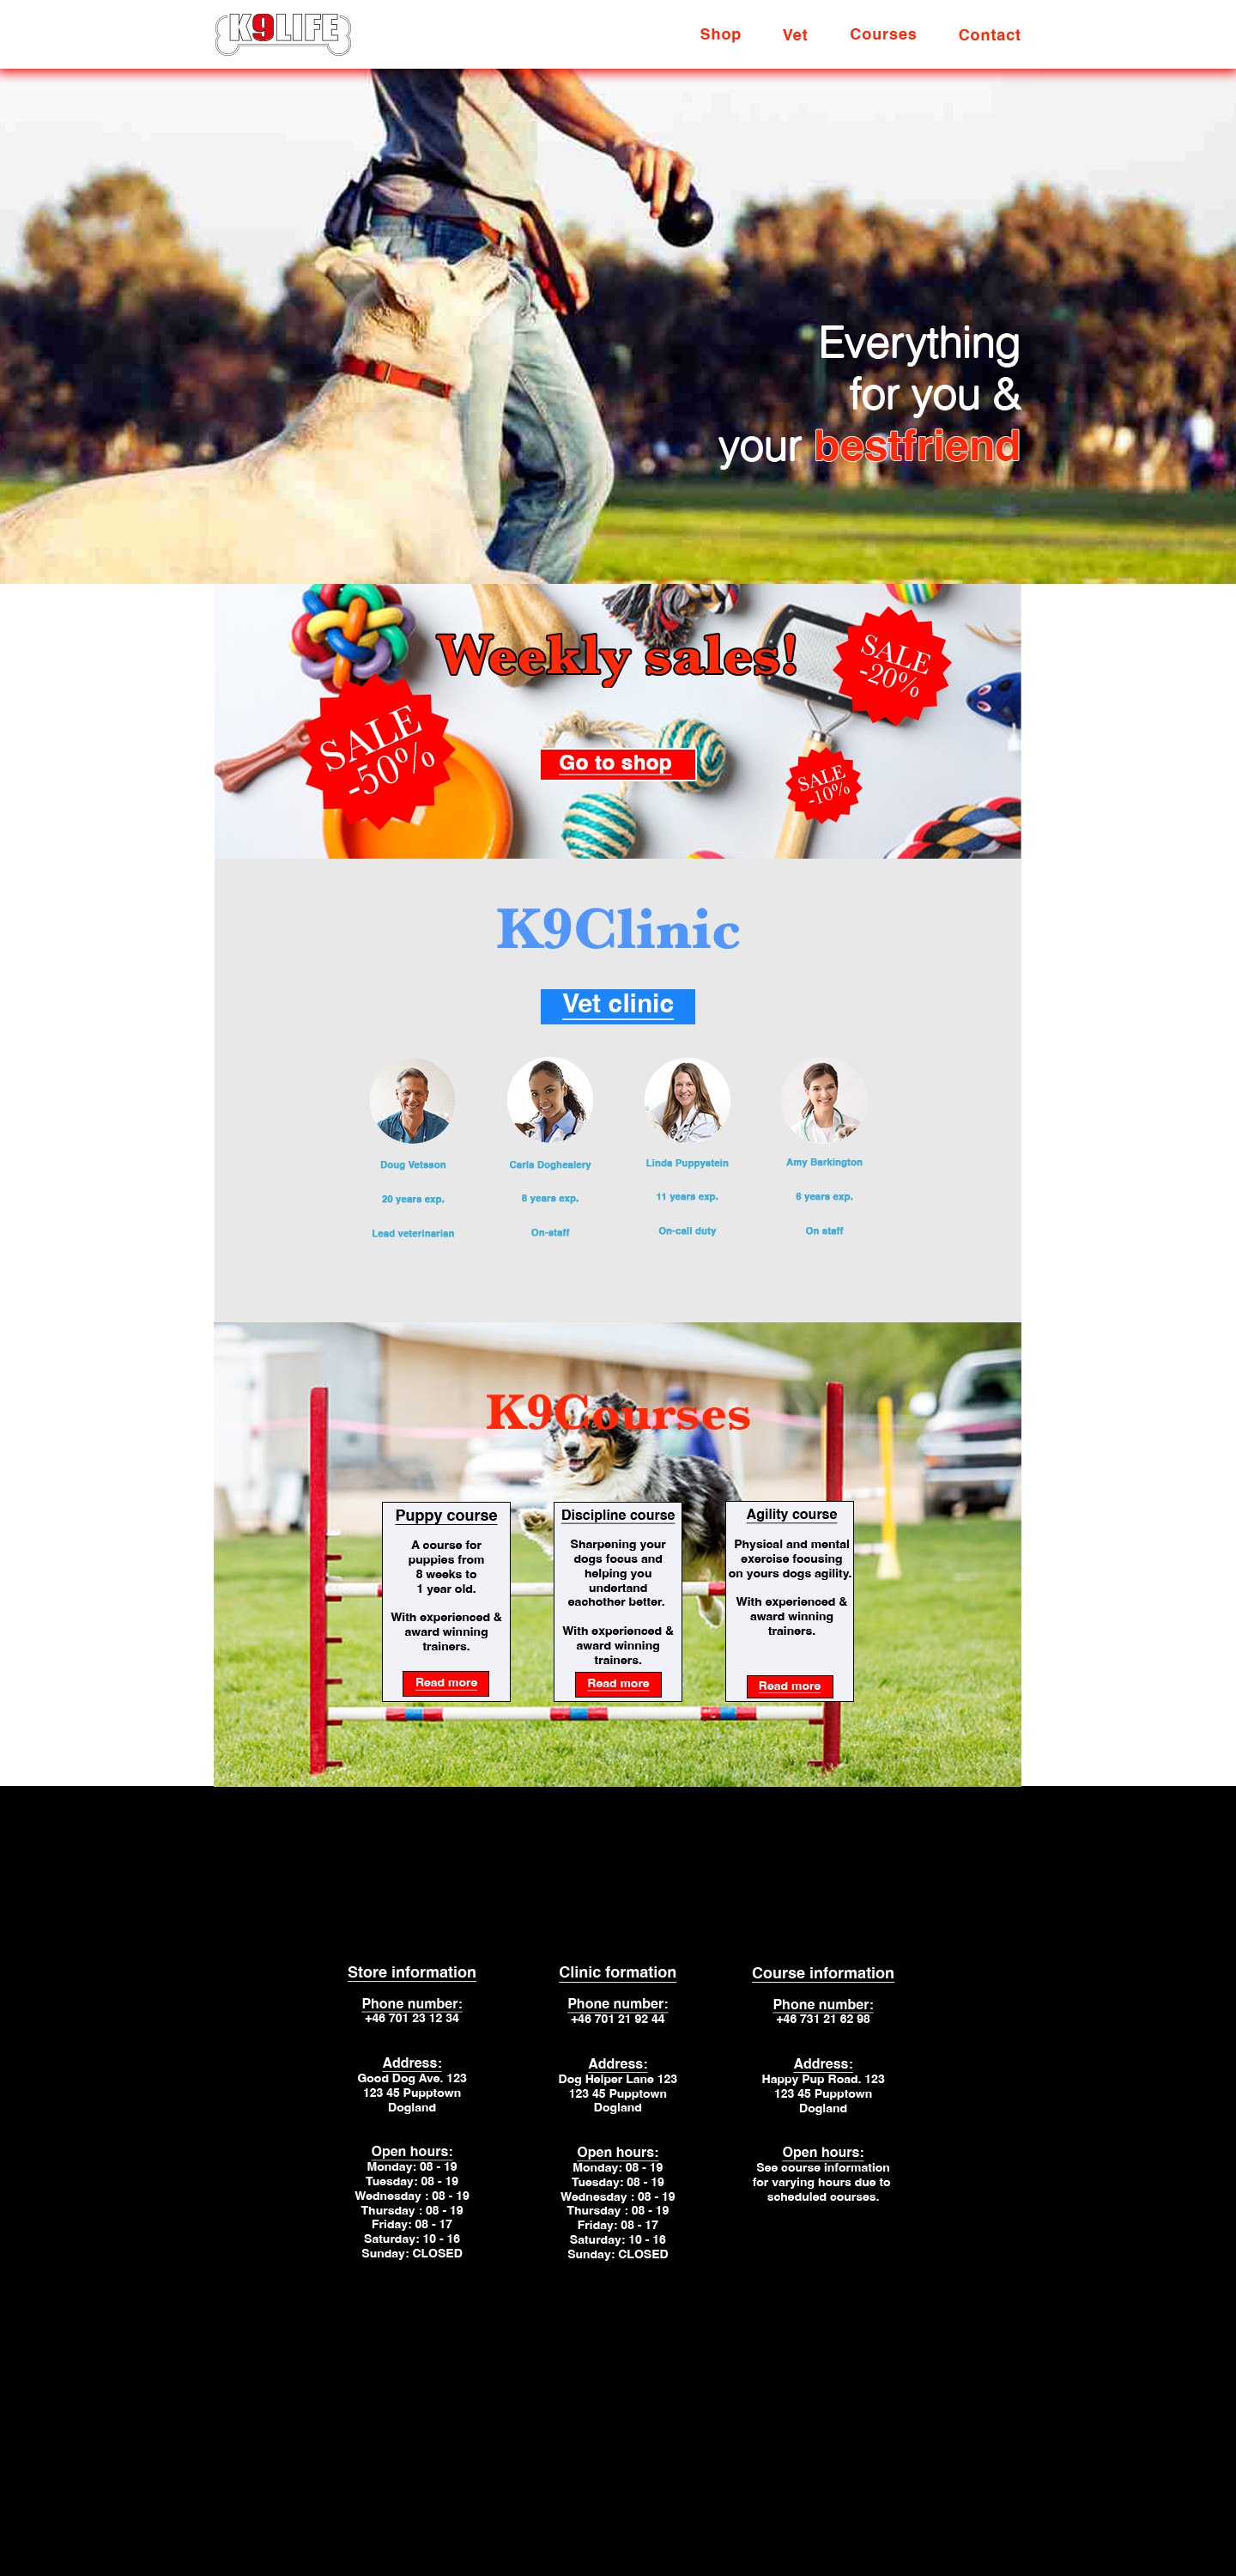 K9LIFE
Shop Vet Courses Contact
Everything
for you &
your bestfriend
Weekly sales!
SALE
-20%
SALE
-50%
Go to shop
SALE
-10%
K9Clinic
Vet clinic
Doug Vetsson
20 years exp.
Lead veterinarian
Carla Doghealery
8 years exp.
On-staff
Linda Puppystein
11 years exp.
On-call duty
Amy Barkington
6 years exp.
On staff
K9Courses
Puppy course
A course for
puppies from
8 weeks to
1 year old.
With experienced &
award winning
trainers.
Read more
Discipline course
Sharpening your
dogs focus and
helping you
undertand
eachother better.
With experienced &
award winning
trainers.
Read more
Agility course
Physical and mental
exercise focusing
on yours dogs agility.
With experienced &
award winning
trainers.
Read more
Store information
Phone number:
+46 701 23 12 34
Address:
Good Dog Ave. 123
123 45 Pupptown
Dogland
Open hours:
Monday: 08 - 19
Tuesday: 08 - 19
Wednesday : 08 - 19
Thursday : 08 - 19
Friday: 08 - 17
Saturday: 10 - 16
Sunday: CLOSED
Clinic formation
Phone number:
+46 701 21 92 44
Address:
Dog Helper Lane 123
123 45 Pupptown
Dogland
Open hours:
Monday: 08 - 19
Tuesday: 08 - 19
Wednesday : 08 - 19
Thursday : 08 - 19
Friday: 08 - 17
Saturday: 10 - 16
Sunday: CLOSED
Course information
Phone number:
+46 731 21 62 98
Address:
Happy Pup Road. 123
123 45 Pupptown
Dogland
Open hours:
See course information
for varying hours due to
scheduled courses.